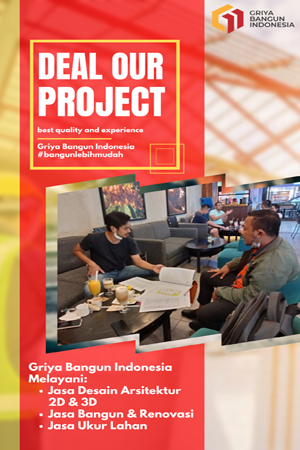 GRIYA
BANGUN
INDONESIA
DEAL OUR
PROJECT
best quality and experience
Griya Bangun Indonesia
#bangunlebihmudah
Griya Bangun Indonesia
Melayani:
• Jasa Desain Arsitektur
2D & 3D
• Jasa Bangun & Renovasi
• Jasa Ukur Lahan